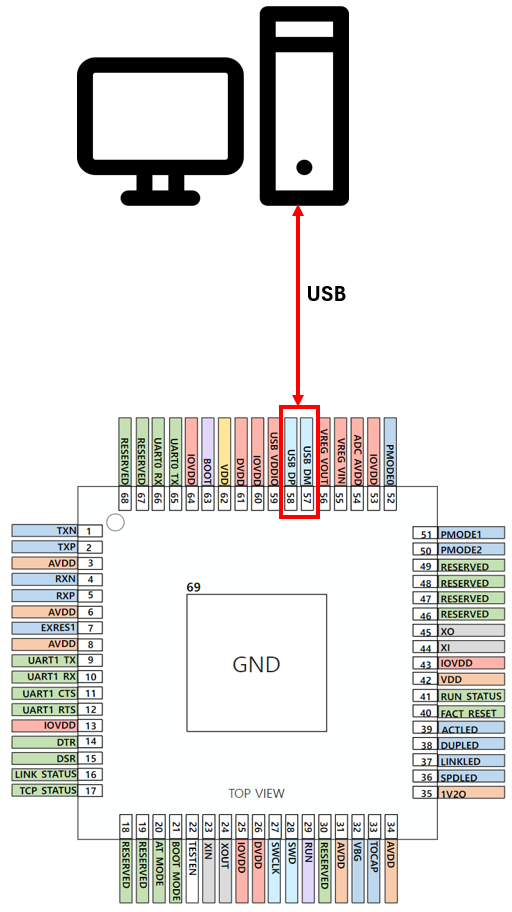 USB
RESERVED RESERVED UART0 RX UART0 TX IOVDD BOOT VDD DVDD IOVDD USB VDDIO USB DP USB DM VREG VOUT VREG VIN ADC AVDD IOVDD PMODE0
68 67 66 65 64 63 62 61 60 59 58 57 56 55 54 53 52
TXN 1
TXP 2
AVDD 3
RXN 4
RXP 5
AVDD 6
EXRES1 7
AVDD 8
UART1 TX 9
UART1 RX 10
UART1 CTS 11
UART1 RTS 12
IOVDD 13
DTR 14
DSR 15
LINK STATUS 16
TCP STATUS 17
69
GND
TOP VIEW
51 PMODE1
50 PMODE2
49 RESERVED
48 RESERVED
47 RESERVED
46 RESERVED
45 XO
44 XI
43 IOVDD
42 VDD
41 RUN STATUS
40 FACT RESET
39 ACTLED
38 DUPLED
37 LINKLED
36 SPDLED
35 1V2O
18 19 20 21 22 23 24 25 26 27 28 29 30 31 32 33 34
RESERVED RESERVED AT MODE BOOT MODE TESTEN XIN XOUT IOVDD DVDD SWCLK SWD RUN RESERVED AVDD VBG TOCAP AVDD